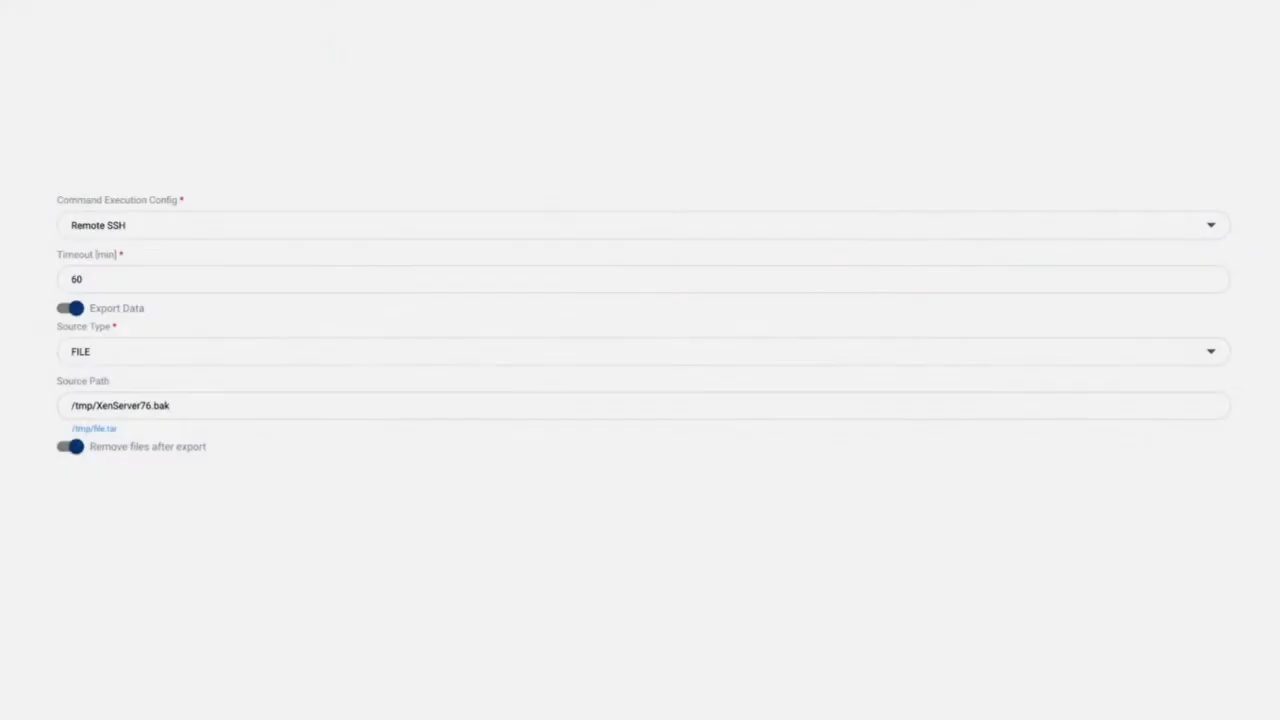 Command Execution Config *
Remote SSH
Timeout [min] *
60
Export Data
Source Type *
FILE
Source Path
/tmp/XenServer76.bak
/tmp/file.tar
Remove files after export